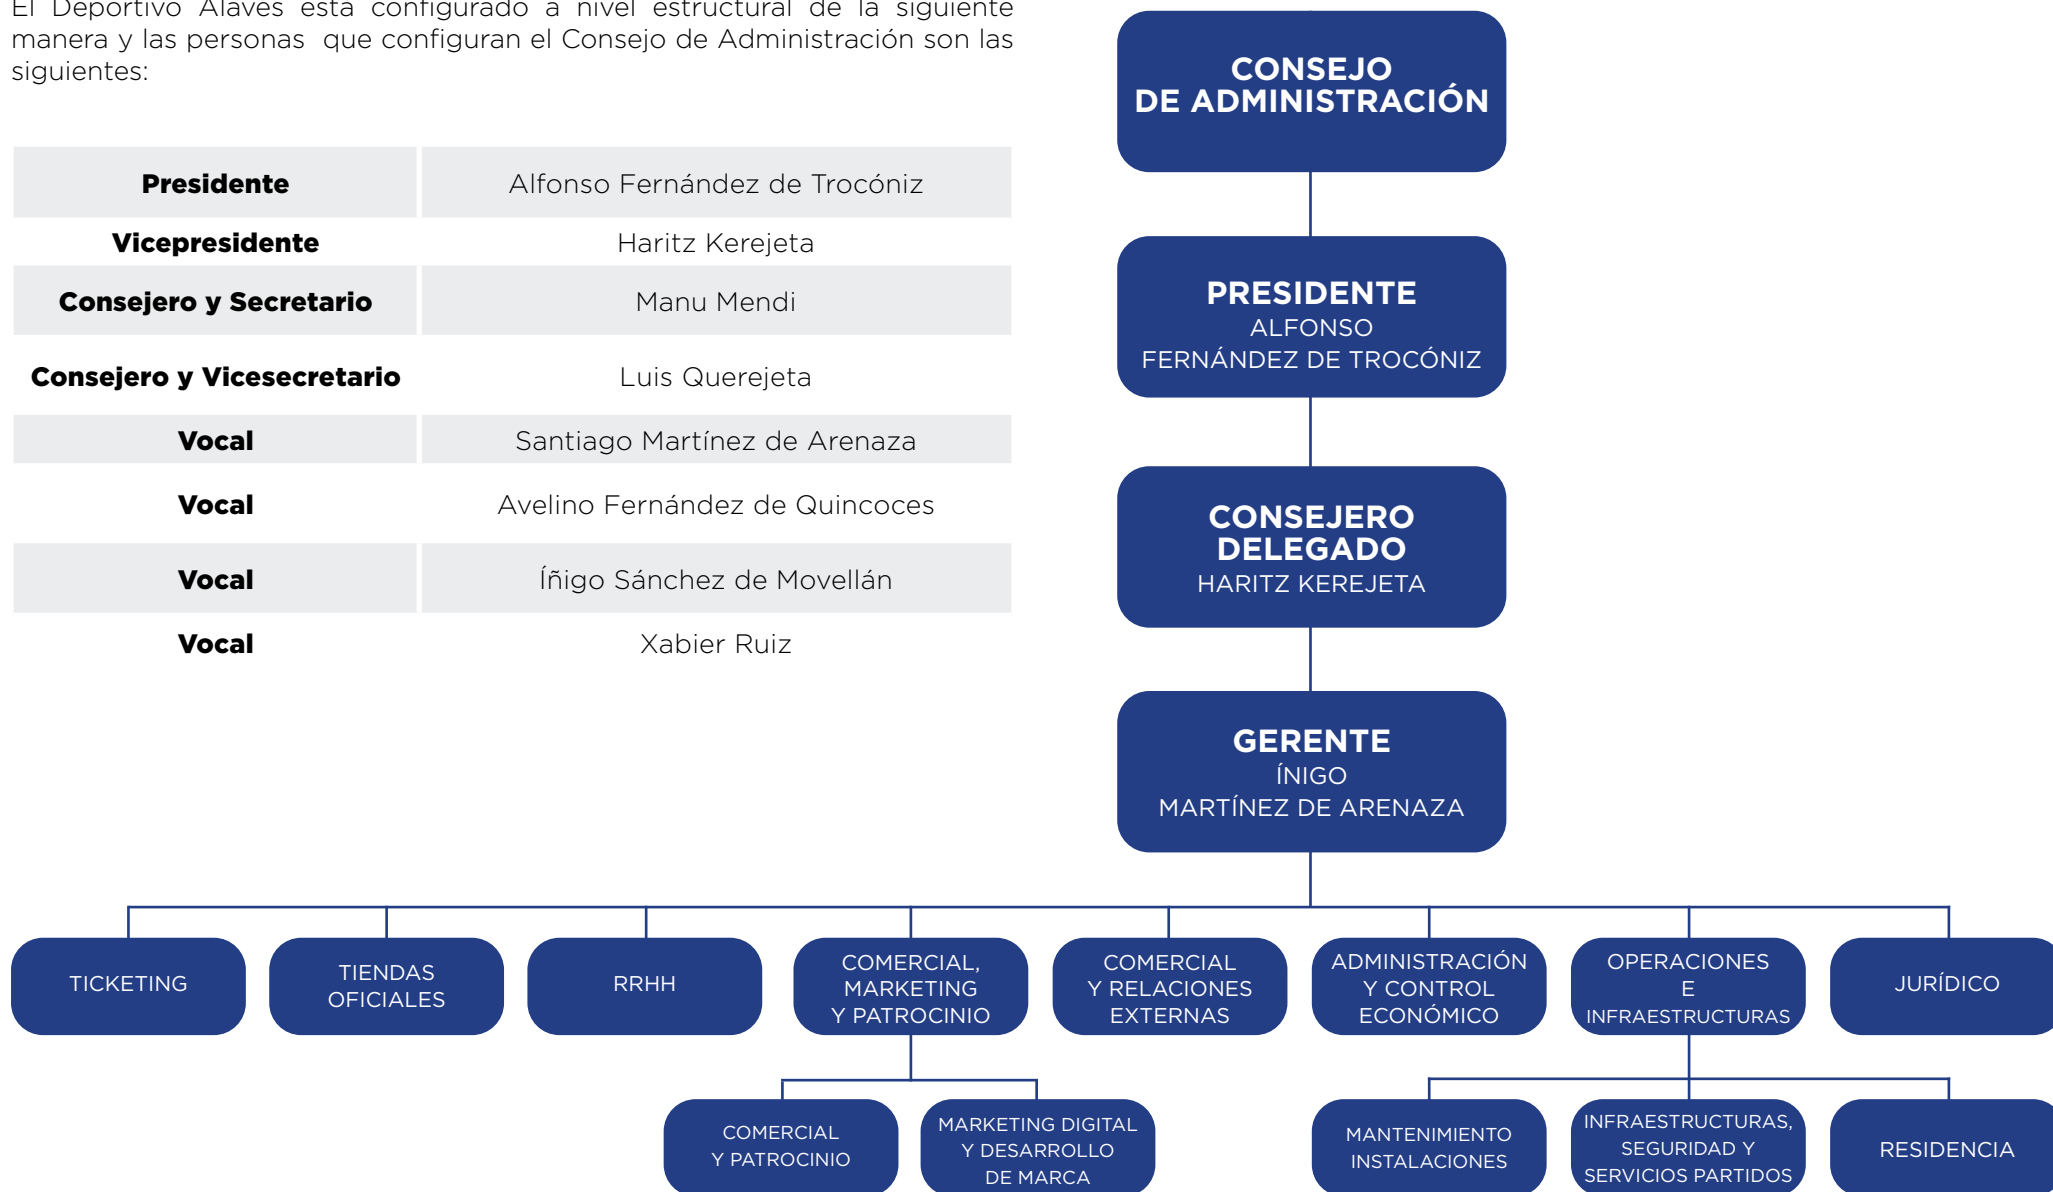 El Deportivo Alavés está configurado a nivel estructural de la siguiente
manera y las personas que configuran el Consejo de Administración son las
siguientes:
Presidente Alfonso Fernández de Trocóniz
Vicepresidente Haritz Kerejeta
Consejero y Secretario Manu Mendi
Consejero y Vicesecretario Luis Querejeta
Vocal Santiago Martínez de Arenaza
Vocal Avelino Fernández de Quincoces
Vocal Íñigo Sánchez de Movellán
Vocal Xabier Ruiz
CONSEJO
DE ADMINISTRACIÓN
PRESIDENTE
ALFONSO
FERNÁNDEZ DE TROCÓNIZ
CONSEJERO
DELEGADO
HARITZ KEREJETA
GERENTE
ÍNIGO
MARTÍNEZ DE ARENAZA
TICKETING
TIENDAS
OFICIALES
RRHH
COMERCIAL,
MARKETING
Y PATROCINIO
COMERCIAL
Y RELACIONES
EXTERNAS
ADMINISTRACIÓN
Y CONTROL
ECONÓMICO
OPERACIONES
E
INFRAESTRUCTURAS
JURÍDICO
COMERCIAL
Y PATROCINIO
MARKETING DIGITAL
Y DESARROLLO
DE MARCA
MANTENIMIENTO
INSTALACIONES
INFRAESTRUCTURAS,
SEGURIDAD Y
SERVICIOS PARTIDOS
RESIDENCIA